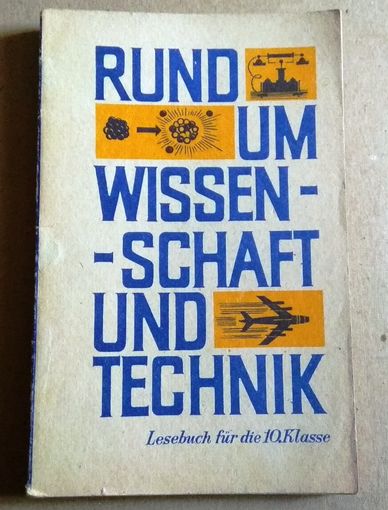 RUND
UM
WISSEN-
-SCHAFT
UND
TECHNIK
Lesebuch für die 10.Klasse